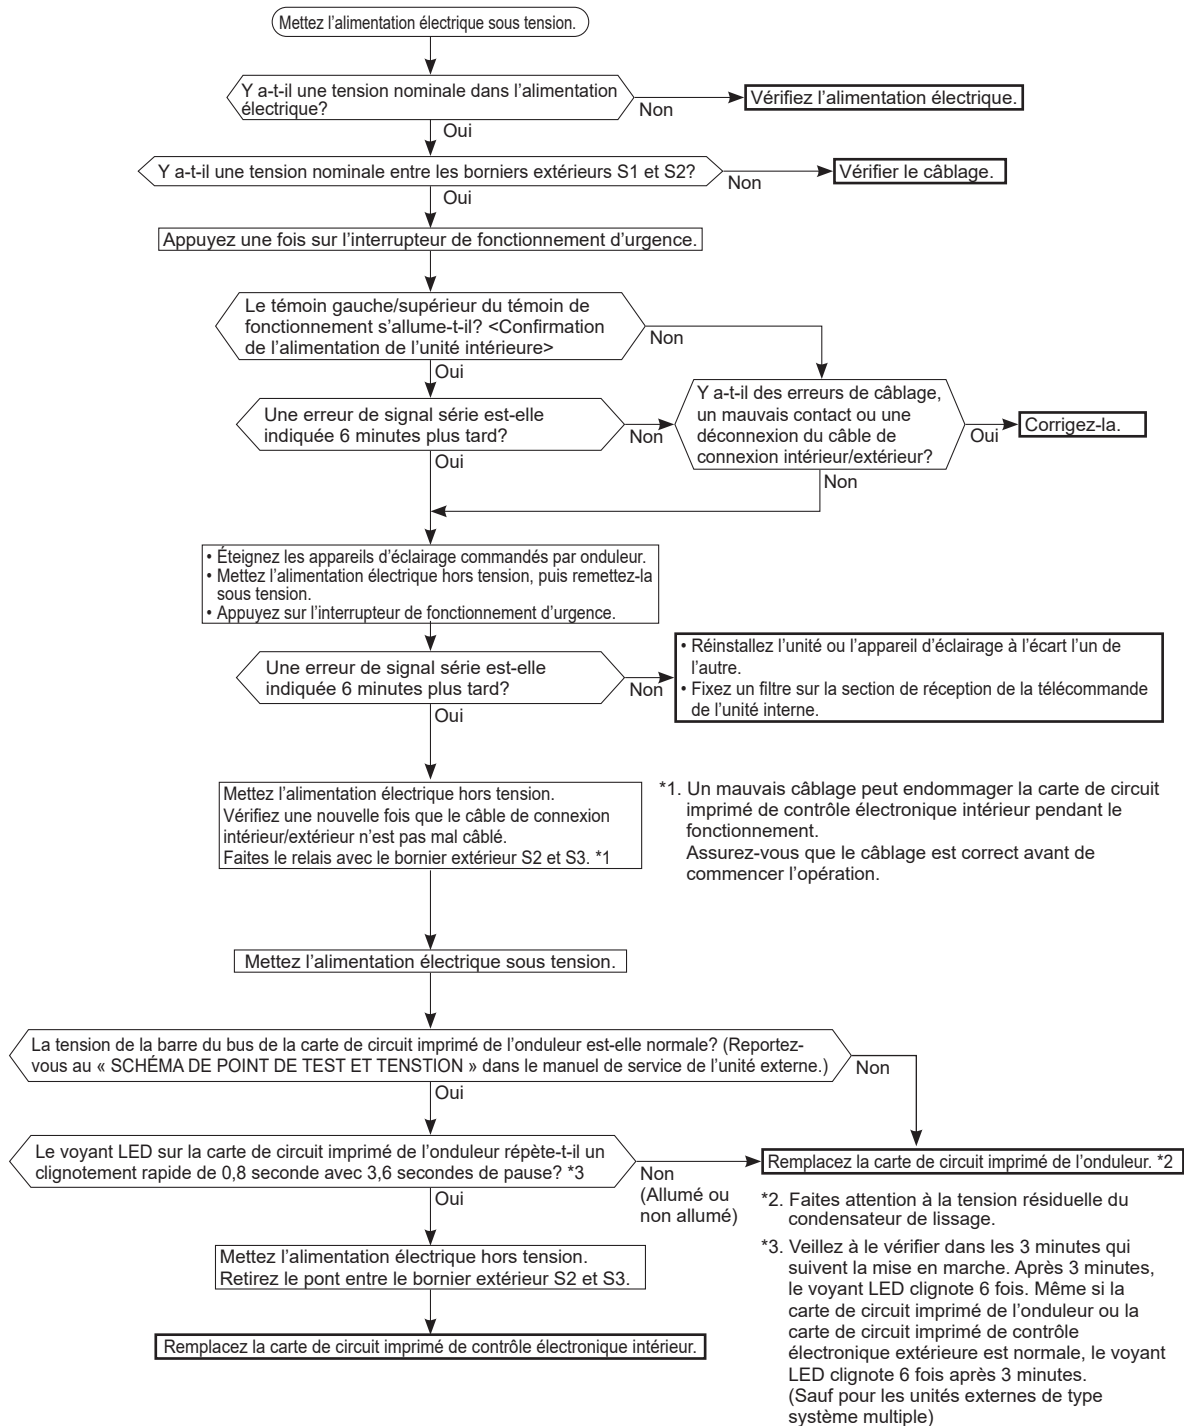 Mettez l’alimentation électrique sous tension.
Y a-t-il une tension nominale dans l’alimentation
électrique?
Non
Vérifiez l’alimentation électrique.
Oui
Y a-t-il une tension nominale entre les borniers extérieurs S1 et S2?
Non
Vérifier le câblage.
Oui
Appuyez une fois sur l’interrupteur de fonctionnement d’urgence.
Le témoin gauche/supérieur du témoin de
fonctionnement s’allume-t-il? <Confirmation
de l’alimentation de l’unité intérieure>
Non
Oui
Une erreur de signal série est-elle
indiquée 6 minutes plus tard?
Non
Y a-t-il des erreurs de câblage,
un mauvais contact ou une
déconnexion du câble de
connexion intérieur/extérieur?
Oui
Corrigez-la.
Oui
Non
• Éteignez les appareils d’éclairage commandés par onduleur.
• Mettez l’alimentation électrique hors tension, puis remettez-la
sous tension.
• Appuyez sur l’interrupteur de fonctionnement d’urgence.
Une erreur de signal série est-elle
indiquée 6 minutes plus tard?
Non
• Réinstallez l’unité ou l’appareil d’éclairage à l’écart l’un de
l’autre.
• Fixez un filtre sur la section de réception de la télécommande
de l’unité interne.
Oui
Mettez l’alimentation électrique hors tension.
Vérifiez une nouvelle fois que le câble de connexion
intérieur/extérieur n’est pas mal câblé.
Faites le relais avec le bornier extérieur S2 et S3. *1
*1. Un mauvais câblage peut endommager la carte de circuit
imprimé de contrôle électronique intérieur pendant le
fonctionnement.
Assurez-vous que le câblage est correct avant de
commencer l’opération.
Mettez l’alimentation électrique sous tension.
La tension de la barre du bus de la carte de circuit imprimé de l’onduleur est-elle normale? (Reportez-
vous au « SCHÉMA DE POINT DE TEST ET TENSTION » dans le manuel de service de l’unité externe.)
Non
Oui
Le voyant LED sur la carte de circuit imprimé de l’onduleur répète-t-il un
clignotement rapide de 0,8 seconde avec 3,6 secondes de pause? *3
Non
(Allumé ou
non allumé)
Remplacez la carte de circuit imprimé de l’onduleur. *2
Oui
*2. Faites attention à la tension résiduelle du
condensateur de lissage.
*3. Veillez à le vérifier dans les 3 minutes qui
suivent la mise en marche. Après 3 minutes,
le voyant LED clignote 6 fois. Même si la
carte de circuit imprimé de l’onduleur ou la
carte de circuit imprimé de contrôle
électronique extérieure est normale, le voyant
LED clignote 6 fois après 3 minutes.
(Sauf pour les unités externes de type
système multiple)
Mettez l’alimentation électrique hors tension.
Retirez le pont entre le bornier extérieur S2 et S3.
Remplacez la carte de circuit imprimé de contrôle électronique intérieur.